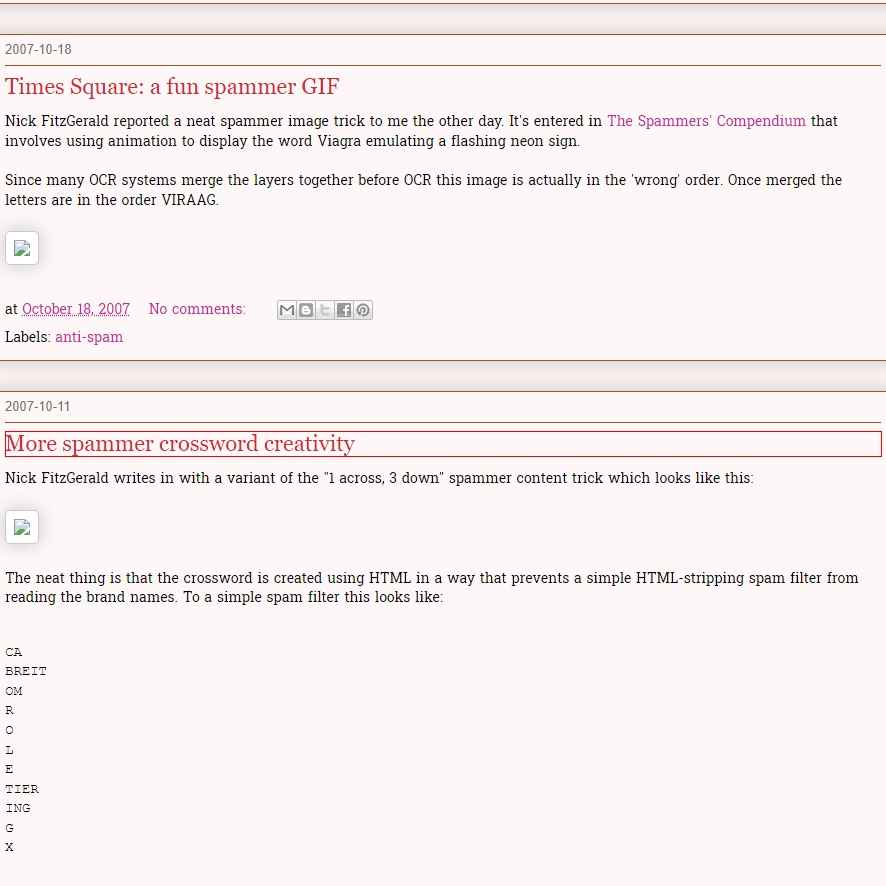 2007-10-18
Times Square: a fun spammer GIF
Nick FitzGerald reported a neat spammer image trick to me the other day. It's entered in The Spammers' Compendium that
involves using animation to display the word Viagra emulating a flashing neon sign.
Since many OCR systems merge the layers together before OCR this image is actually in the 'wrong' order. Once merged the
letters are in the order VIRAAG.
at October 18, 2007 No comments:
Labels: anti-spam
2007-10-11
More spammer crossword creativity
Nick FitzGerald writes in with a variant of the "1 across, 3 down" spammer content trick which looks like this:
The neat thing is that the crossword is created using HTML in a way that prevents a simple HTML-stripping spam filter from
reading the brand names. To a simple spam filter this looks like:
CA
BREIT
OM
R
O
L
E
TIER
ING
G
X